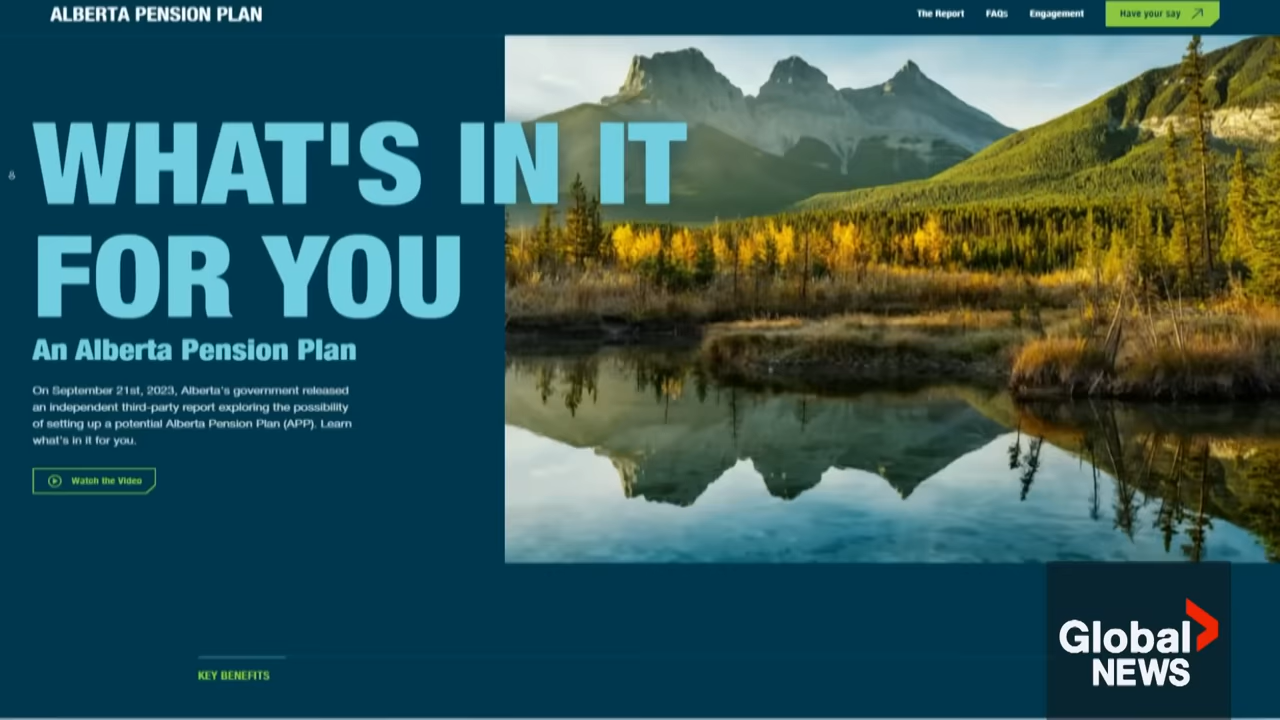 ALBERTA PENSION PLAN
The Report
FAQs
Engagement
Have your say
WHAT'S IN IT
FOR YOU
An Alberta Pension Plan
On September 21st, 2023, Alberta's government released
an independent third-party report exploring the possibility
of setting up a potential Alberta Pension Plan (APP). Learn
what's in it for you.
Watch the Video
KEY BENEFITS
Global
NEWS